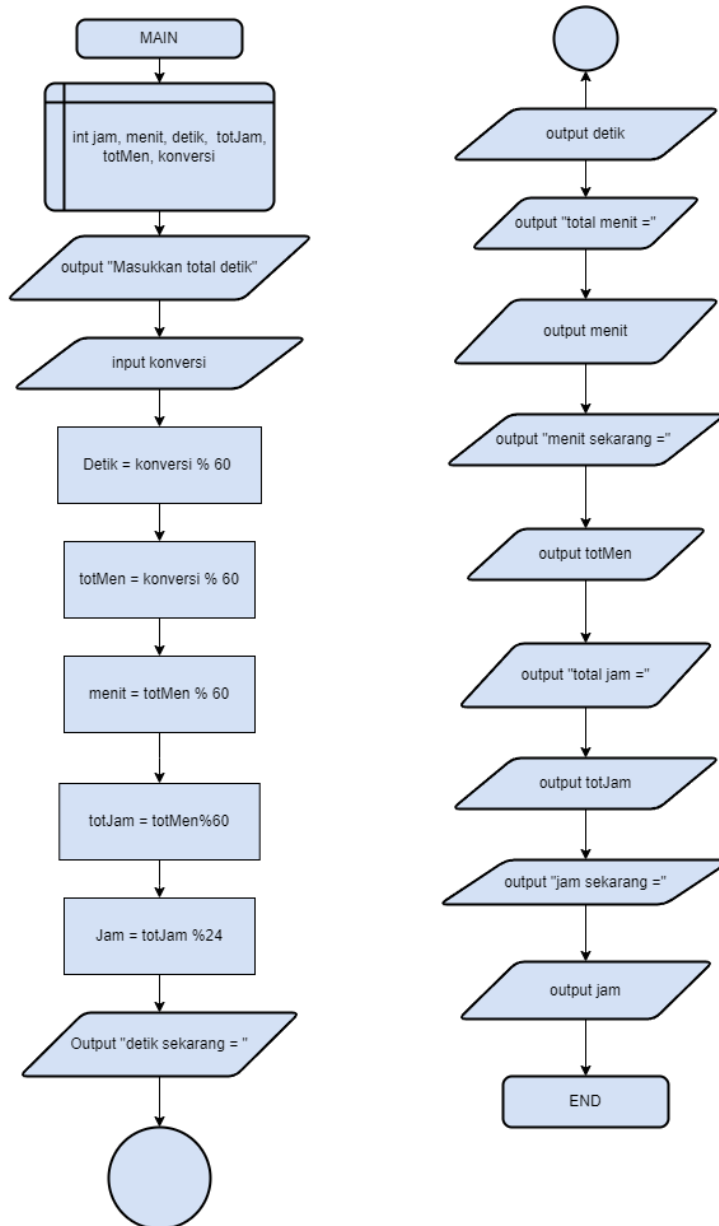 MAIN
int jam, menit, detik, totJam,
totMen, konversi
output "Masukkan total detik"
input konversi
Detik = konversi % 60
totMen = konversi % 60
menit = totMen % 60
totJam = totMen%60
Jam = totJam %24
Output "detik sekarang = "
output detik
output "total menit ="
output menit
output "menit sekarang ="
output totMen
output "total jam ="
output totJam
output "jam sekarang ="
output jam
END